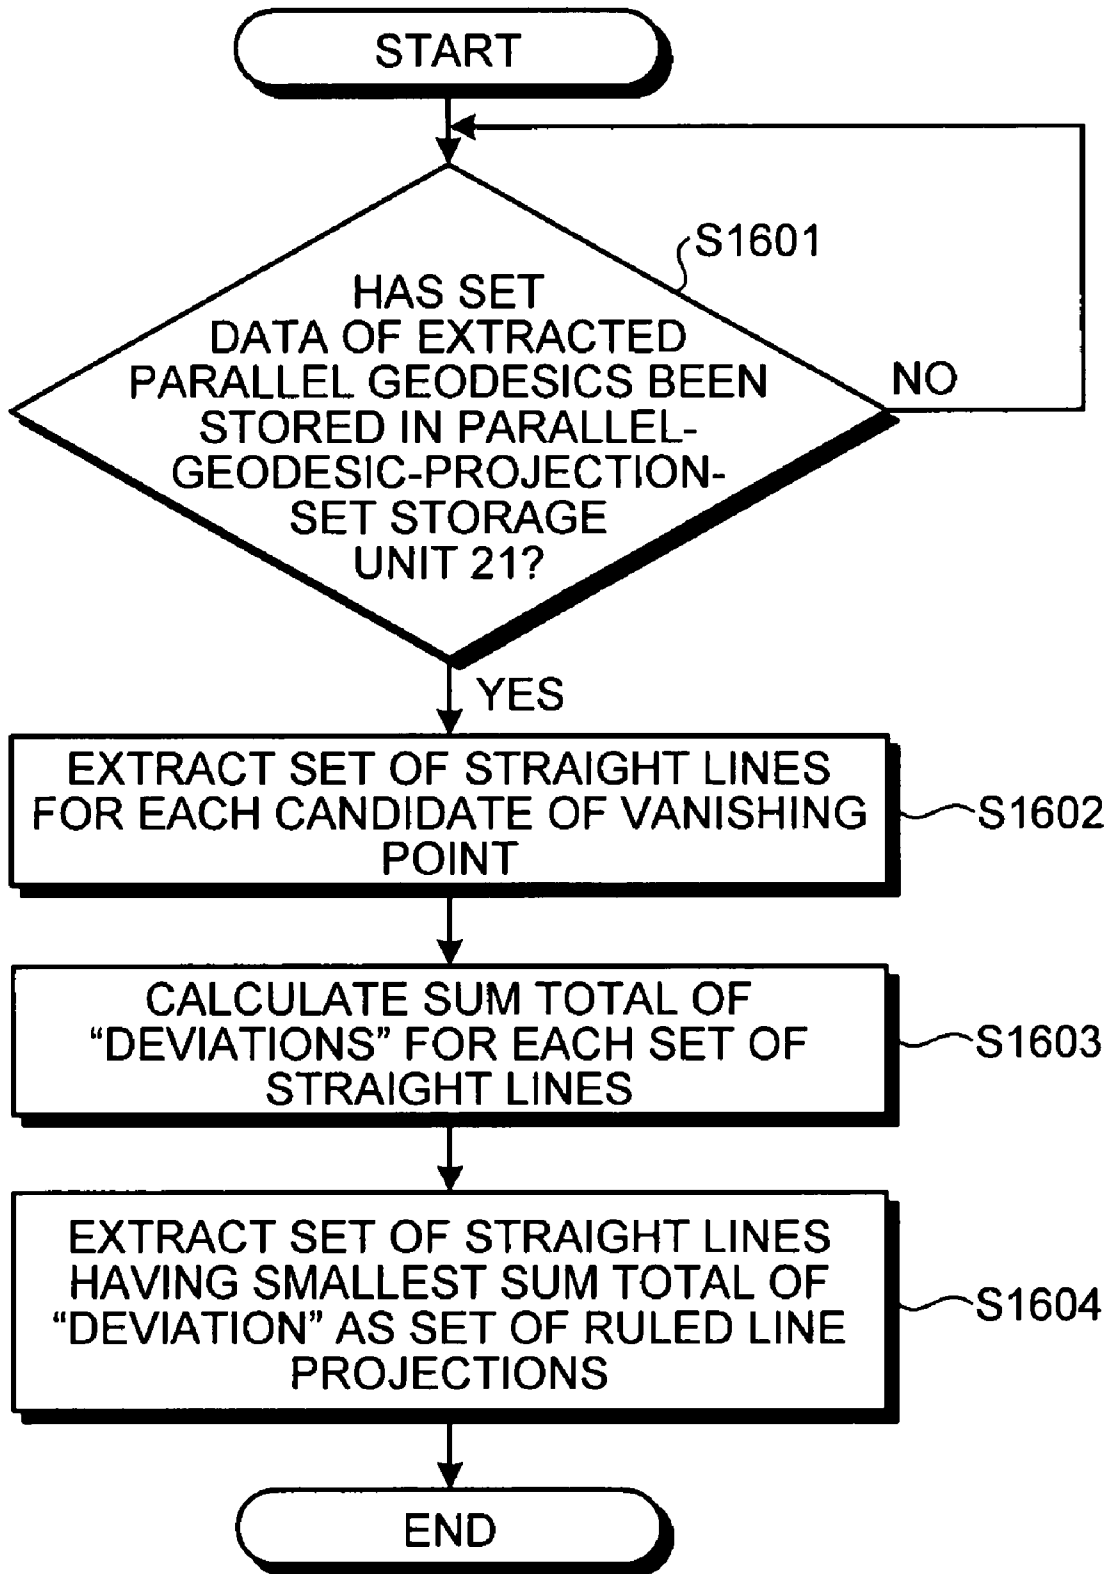 START
S1601
HAS SET
DATA OF EXTRACTED
PARALLEL GEODESICS BEEN
STORED IN PARALLEL-
GEODESIC-PROJECTION-
SET STORAGE
UNIT 21?
NO
YES
EXTRACT SET OF STRAIGHT LINES
FOR EACH CANDIDATE OF VANISHING
POINT
S1602
CALCULATE SUM TOTAL OF
“DEVIATIONS” FOR EACH SET OF
STRAIGHT LINES
S1603
EXTRACT SET OF STRAIGHT LINES
HAVING SMALLEST SUM TOTAL OF
“DEVIATION” AS SET OF RULED LINE
PROJECTIONS
S1604
END